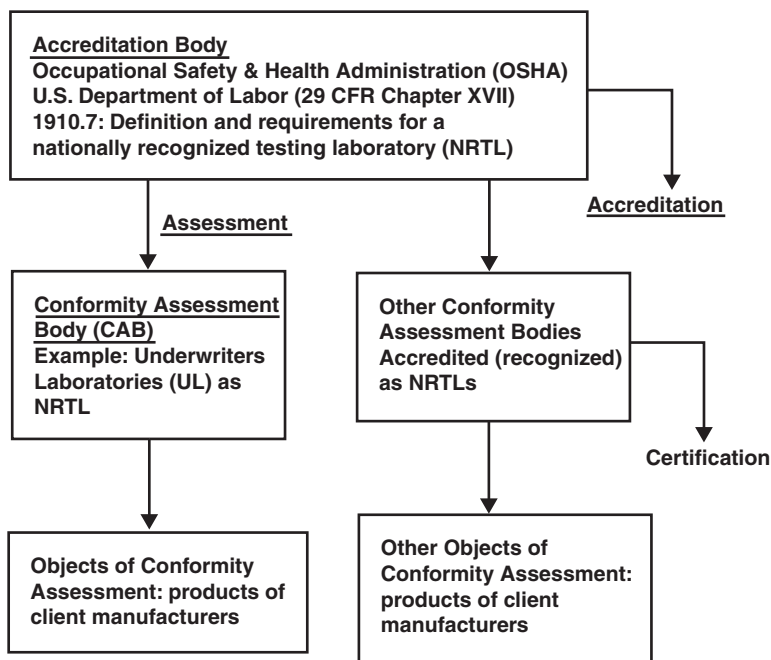 Accreditation Body
Occupational Safety & Health Administration (OSHA)
U.S. Department of Labor (29 CFR Chapter XVII)
1910.7: Definition and requirements for a
nationally recognized testing laboratory (NRTL)
Accreditation
Assessment
Conformity Assessment
Body (CAB)
Example: Underwriters
Laboratories (UL) as
NRTL
Other Conformity
Assessment Bodies
Accredited (recognized)
as NRTLs
Certification
Objects of Conformity
Assessment: products of
client manufacturers
Other Objects of
Conformity Assessment:
products of client
manufacturers